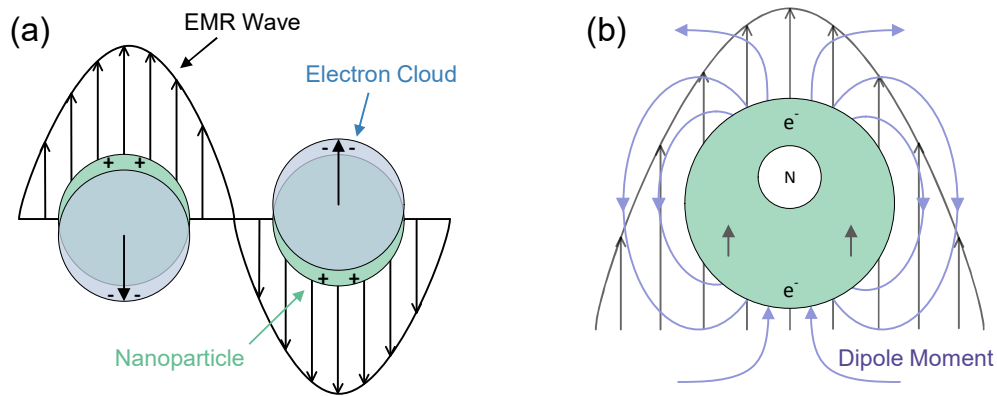 (a)
EMR Wave
Electron Cloud
+ +
- -
- -
+ +
Nanoparticle
(b)
e-
N
e-
Dipole Moment